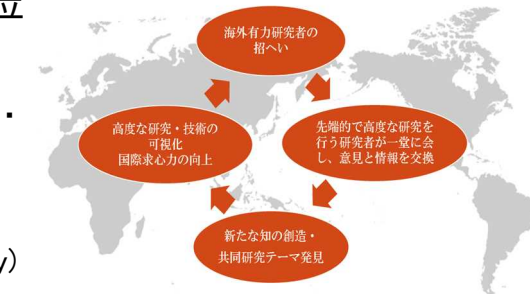 位
海外有力研究者の
招へい
・
高度な研究・技術の
可視化
国際求心力の向上
先端的で高度な研究を
行う研究者が一堂に会
し、意見と情報を交換
新たな知の創造・
共同研究テーマ発見
y)